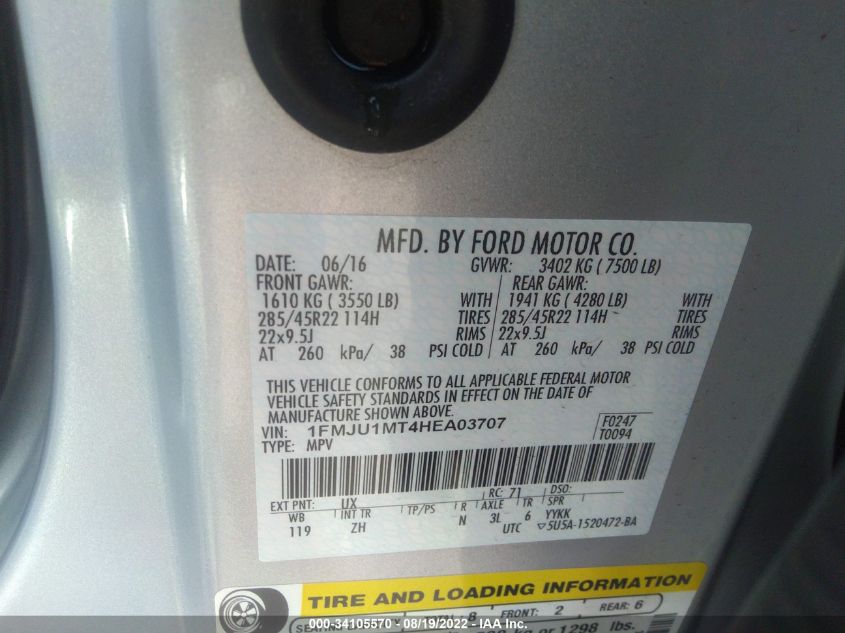 MFD. BY FORD MOTOR CO.
DATE: 06/16 GVWR: 3402 KG ( 7500 LB)
FRONT GAWR: REAR GAWR:
1610 KG ( 3550 LB) WITH 1941 KG ( 4280 LB) WITH
285/45R22 114H TIRES 285/45R22 114H TIRES
22x9.5J RIMS 22x9.5J RIMS
AT 260 kPa/ 38 PSI COLD AT 260 kPa/ 38 PSI COLD
THIS VEHICLE CONFORMS TO ALL APPLICABLE FEDERAL MOTOR
VEHICLE SAFETY STANDARDS IN EFFECT ON THE DATE OF
MANUFACTURE SHOWN ABOVE.
VIN: 1FMJU1MT4HEA03707 F0247
TYPE: MPV T0094
EXT PNT: UX RC: 71 DSO:
WB INT TR TP/PS R AXLE TR SPR
119 ZH N 3L 6 YYKK
UTC 5U5A-1520472-BA
TIRE AND LOADING INFORMATION
8 FRONT: 2 REAR: 6
kg or 1298 lbs.
000-34105570 - 08/19/2022 - IAA Inc.